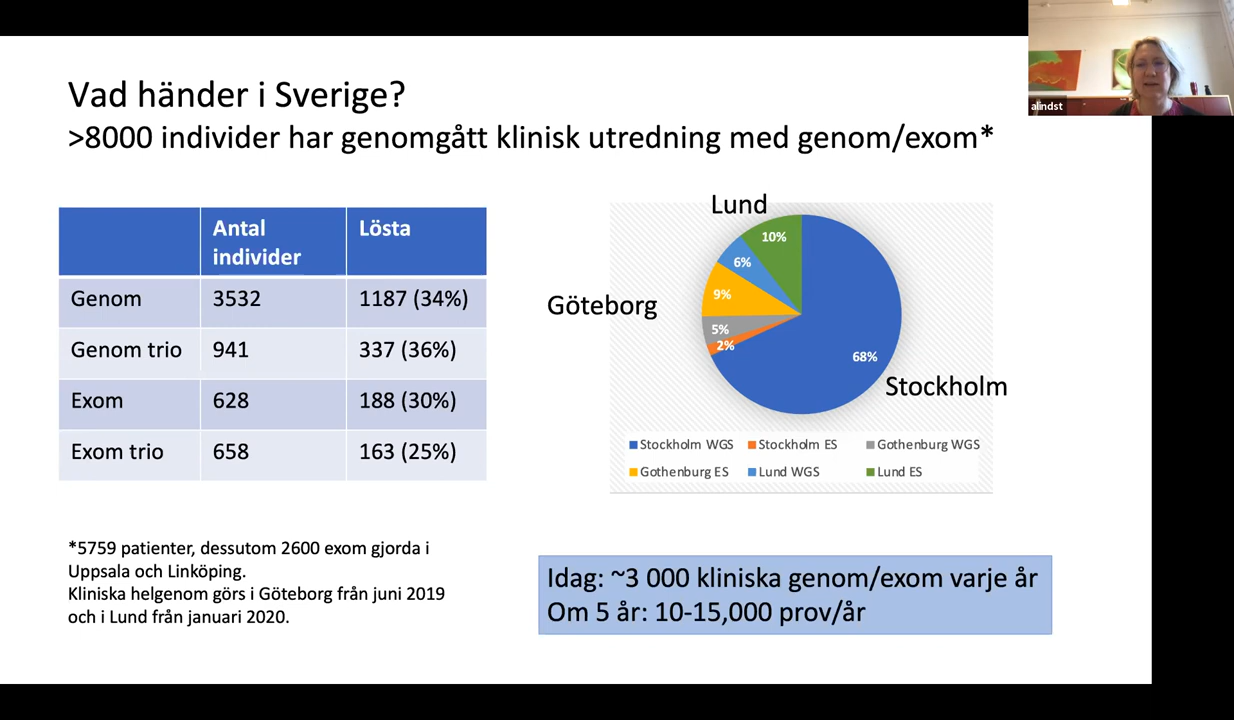 alindst
Vad händer i Sverige?
>8000 individer har genomgått klinisk utredning med genom/exom*
Antal individer Lösta
Genom 3532 1187 (34%)
Genom trio 941 337 (36%)
Exom 628 188 (30%)
Exom trio 658 163 (25%)
*5759 patienter, dessutom 2600 exom gjorda i
Uppsala och Linköping.
Kliniska helgenom görs i Göteborg från juni 2019
och i Lund från januari 2020.
Lund
10%
6%
9%
Göteborg
5%
2%
68%
Stockholm
Stockholm WGS Stockholm ES Gothenburg WGS
Gothenburg ES Lund WGS Lund ES
Idag: ~3 000 kliniska genom/exom varje år
Om 5 år: 10-15,000 prov/år